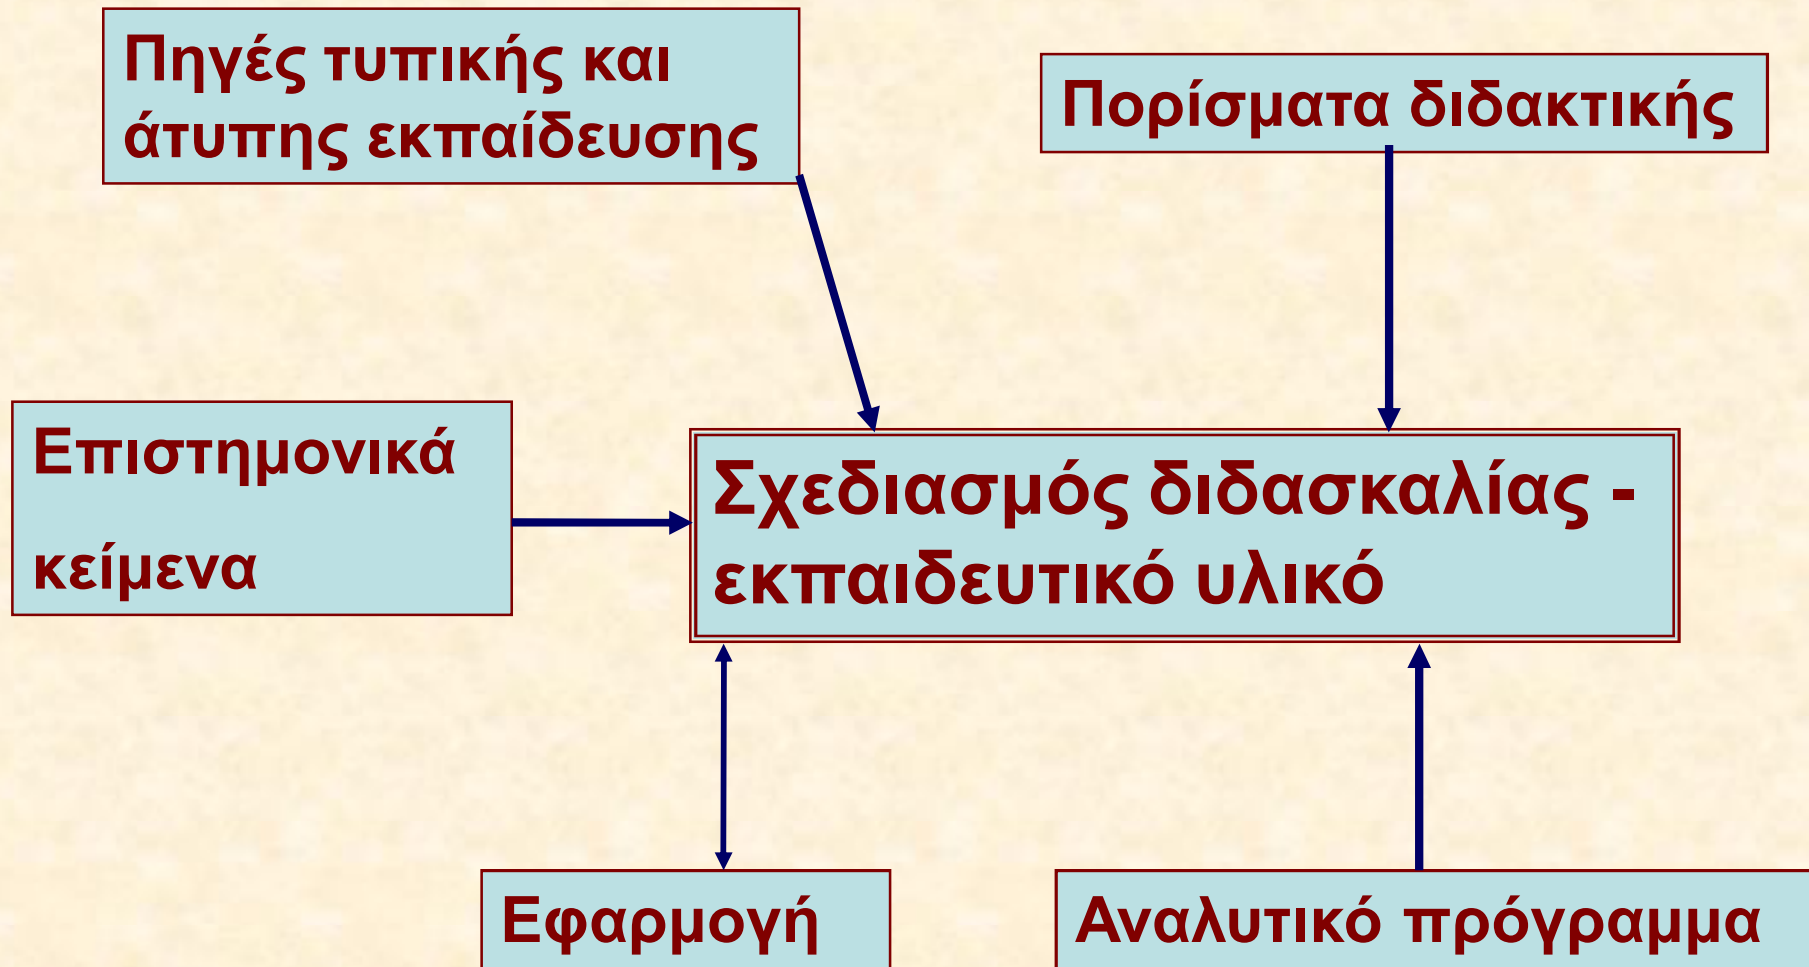 Πηγές τυπικής και
άτυπης εκπαίδευσης
Πορίσματα διδακτικής
Επιστημονικά
κείμενα
Σχεδιασμός διδασκαλίας -
εκπαιδευτικό υλικό
Εφαρμογή
Αναλυτικό πρόγραμμα